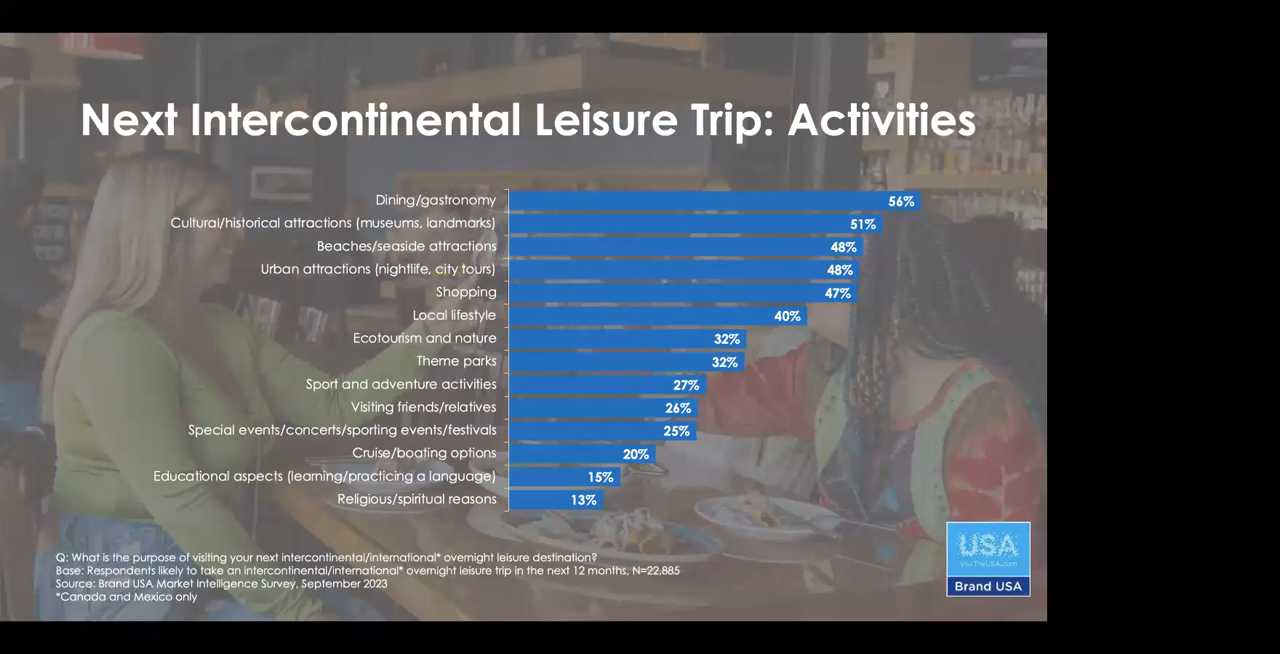 Next Intercontinental Leisure Trip: Activities
Dining/gastronomy 56%
Cultural/historical attractions (museums, landmarks) 51%
Beaches/seaside attractions 48%
Urban attractions (nightlife, city tours) 48%
Shopping 47%
Local lifestyle 40%
Ecotourism and nature 32%
Theme parks 32%
Sport and adventure activities 27%
Visiting friends/relatives 26%
Special events/concerts/sporting events/festivals 25%
Cruise/boating options 20%
Educational aspects (learning/practicing a language) 15%
Religious/spiritual reasons 13%
Q: What is the purpose of visiting your next intercontinental/international* overnight leisure destination?
Base: Respondents likely to take an intercontinental/international* overnight leisure trip in the next 12 months, N=22,885
Source: Brand USA Market Intelligence Survey, September 2023
*Canada and Mexico only
USA
VisitTheUSA.com
Brand USA